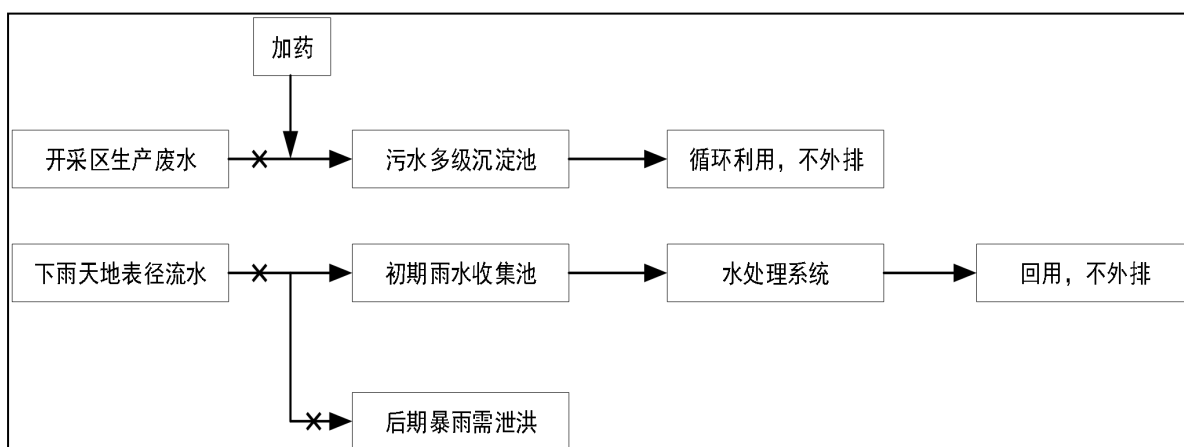 加药
开采区生产废水
污水多级沉淀池
循环利用，不外排
下雨天地表径流水
初期雨水收集池
水处理系统
回用，不外排
后期暴雨需泄洪